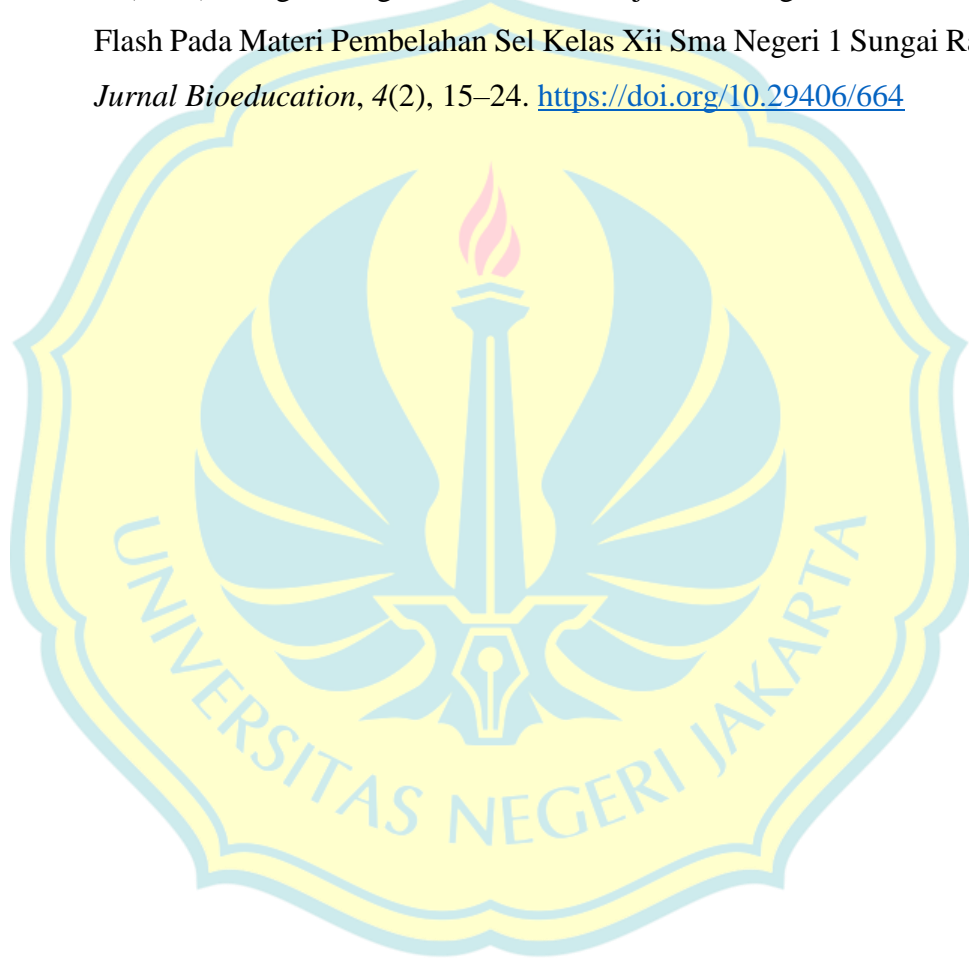 Flash Pada Materi Pembelahan Sel Kelas Xii Sma Negeri 1 Sungai
Jurnal Bioeducation, 4(2), 15–24. https://doi.org/10.29406/664
UNIVERSITAS NEGERI JAKARTA